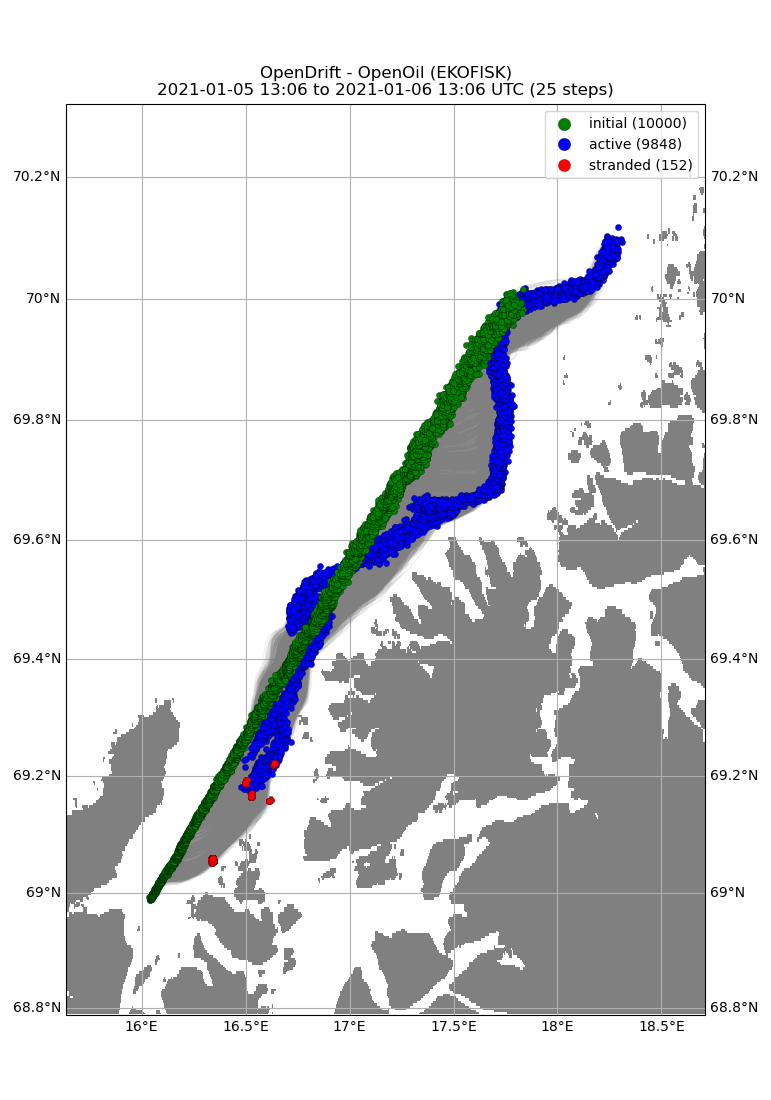 OpenDrift - OpenOil (EKOFISK)
2021-01-05 13:06 to 2021-01-06 13:06 UTC (25 steps)
initial (10000)
active (9848)
stranded (152)
70.2°N 70.2°N
70°N 70°N
69.8°N 69.8°N
69.6°N 69.6°N
69.4°N 69.4°N
69.2°N 69.2°N
69°N 69°N
68.8°N 68.8°N
16°E 16.5°E 17°E 17.5°E 18°E 18.5°E